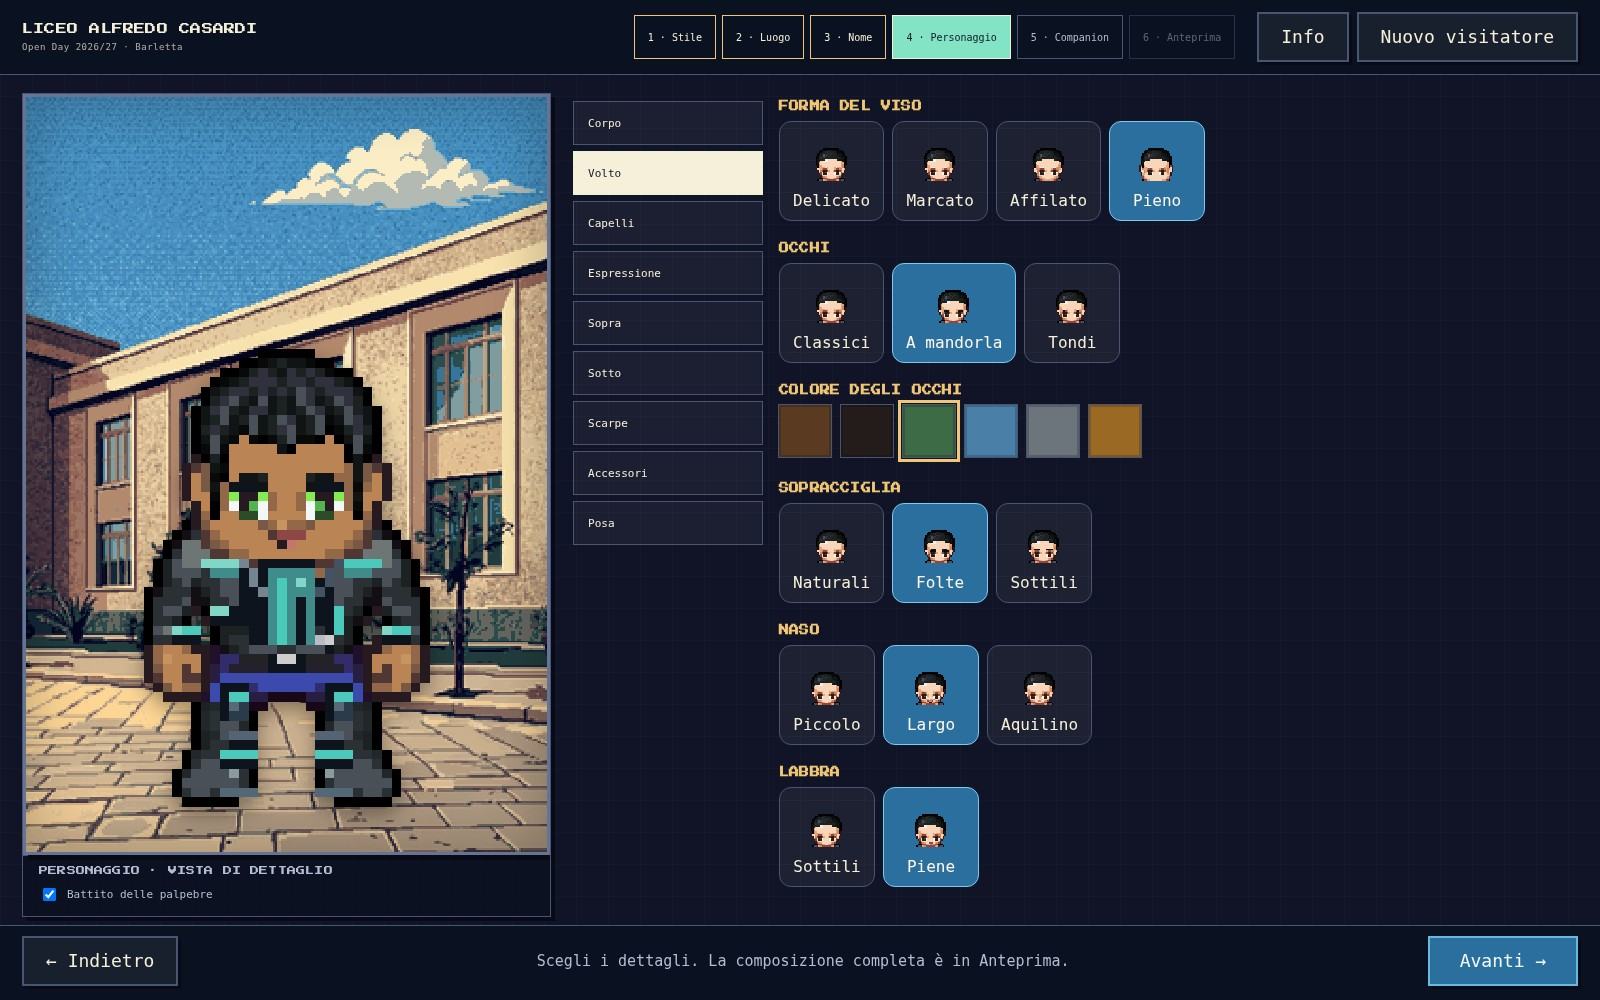 LICEO ALFREDO CASARDI
Open Day 2026/27 · Barletta
1 · Stile
2 · Luogo
3 · Nome
4 · Personaggio
5 · Companion
6 · Anteprima
Info
Nuovo visitatore
Corpo
Volto
Capelli
Espressione
Sopra
Sotto
Scarpe
Accessori
Posa
FORMA DEL VISO
Delicato
Marcato
Affilato
Pieno
OCCHI
Classici
A mandorla
Tondi
COLORE DEGLI OCCHI
SOPRACCIGLIA
Naturali
Folte
Sottili
NASO
Piccolo
Largo
Aquilino
LABBRA
Sottili
Piene
PERSONAGGIO · VISTA DI DETTAGLIO
Battito delle palpebre
← Indietro
Scegli i dettagli. La composizione completa è in Anteprima.
Avanti →